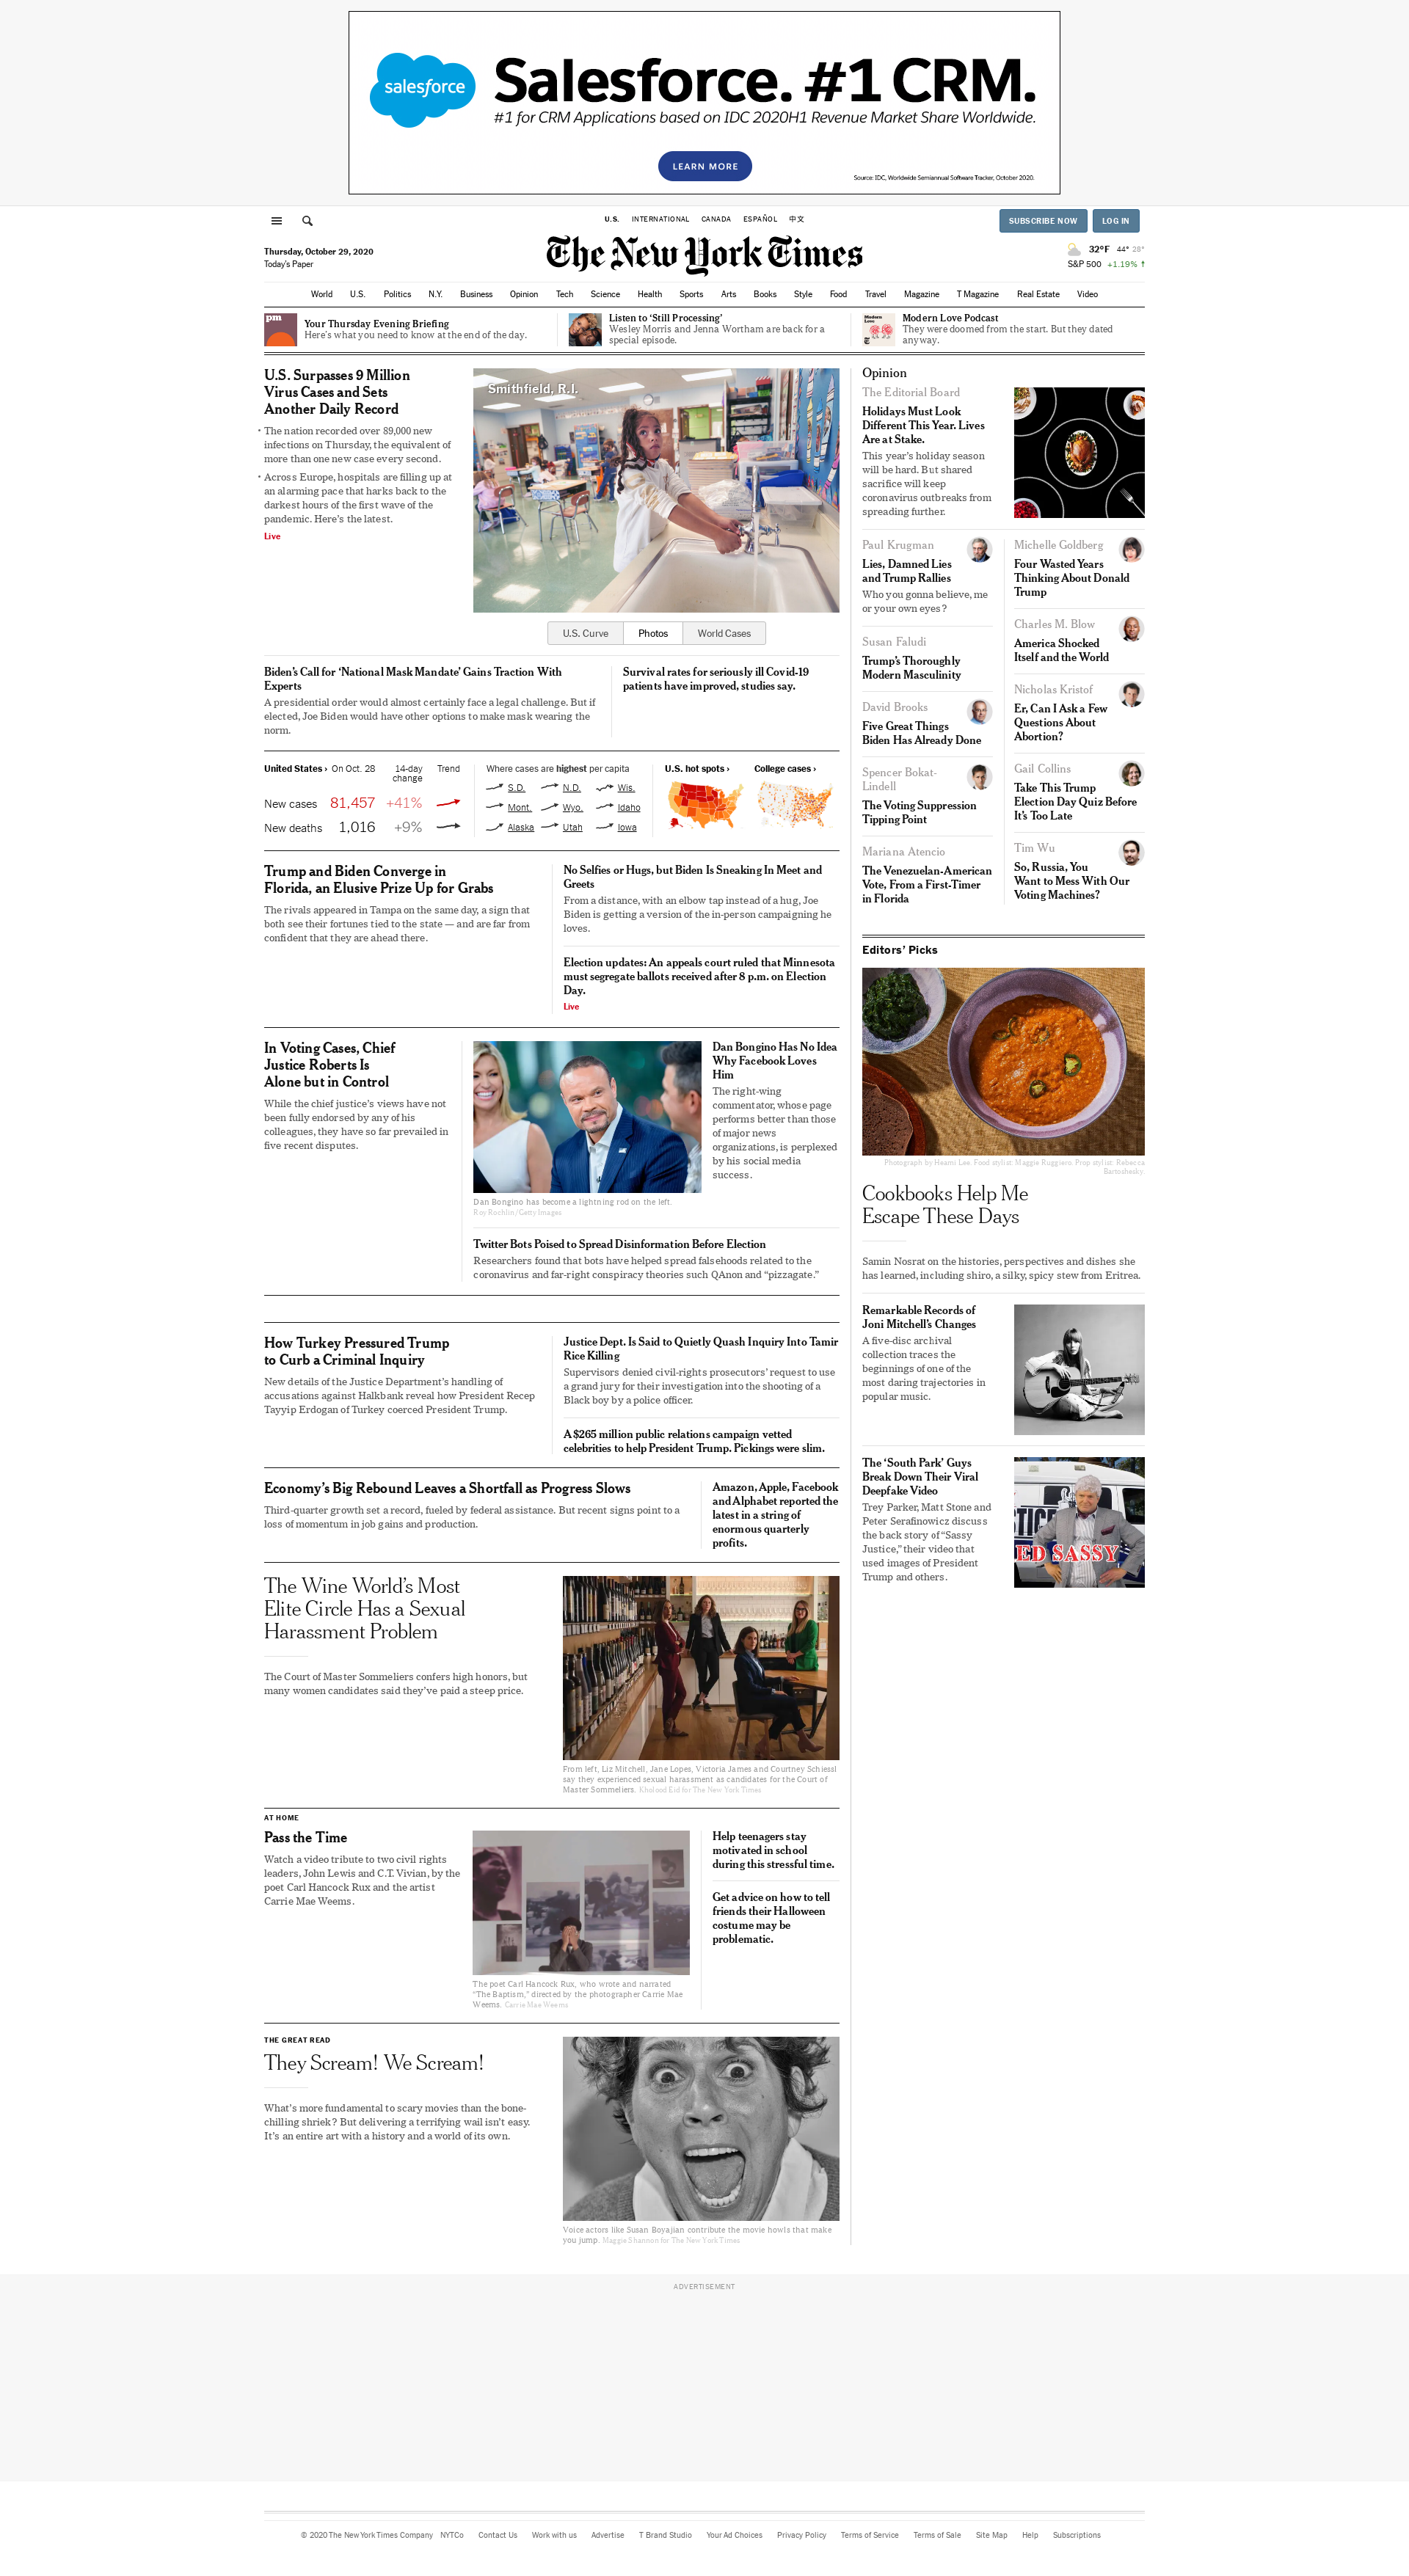 salesforce
Salesforce. #1 CRM.
#1 for CRM Applications based on IDC 2020H1 Revenue Market Share Worldwide.
LEARN MORE
Source: IDC, Worldwide Semiannual Software Tracker, October 2020.
U.S. INTERNATIONAL CANADA ESPAÑOL 中文
SUBSCRIBE NOW LOG IN
Thursday, October 29, 2020
Today's Paper
The New York Times
32°F 44° 28°
S&P 500 +1.19% ↑
World U.S. Politics N.Y. Business Opinion Tech Science Health Sports Arts Books Style Food Travel Magazine T Magazine Real Estate Video
pm
Your Thursday Evening Briefing
Here's what you need to know at the end of the day.
Listen to ‘Still Processing’
Wesley Morris and Jenna Wortham are back for a
special episode.
Modern
Love
Modern Love Podcast
They were doomed from the start. But they dated
anyway.
U.S. Surpasses 9 Million
Virus Cases and Sets
Another Daily Record
• The nation recorded over 89,000 new
infections on Thursday, the equivalent of
more than one new case every second.
• Across Europe, hospitals are filling up at
an alarming pace that harks back to the
darkest hours of the first wave of the
pandemic. Here’s the latest.
Live
Smithfield, R.I.
U.S. Curve Photos World Cases
Biden’s Call for ‘National Mask Mandate’ Gains Traction With
Experts
A presidential order would almost certainly face a legal challenge. But if
elected, Joe Biden would have other options to make mask wearing the
norm.
Survival rates for seriously ill Covid-19
patients have improved, studies say.
United States › On Oct. 28 14-day
change Trend
New cases 81,457 +41%
New deaths 1,016 +9%
Where cases are highest per capita
S.D. N.D. Wis.
Mont. Wyo. Idaho
Alaska Utah Iowa
U.S. hot spots › College cases ›
Trump and Biden Converge in
Florida, an Elusive Prize Up for Grabs
The rivals appeared in Tampa on the same day, a sign that
both see their fortunes tied to the state — and are far from
confident that they are ahead there.
No Selfies or Hugs, but Biden Is Sneaking In Meet and
Greets
From a distance, with an elbow tap instead of a hug, Joe
Biden is getting a version of the in-person campaigning he
loves.
Election updates: An appeals court ruled that Minnesota
must segregate ballots received after 8 p.m. on Election
Day.
Live
In Voting Cases, Chief
Justice Roberts Is
Alone but in Control
While the chief justice’s views have not
been fully endorsed by any of his
colleagues, they have so far prevailed in
five recent disputes.
Dan Bongino has become a lightning rod on the left.
Roy Rochlin/Getty Images
Dan Bongino Has No Idea
Why Facebook Loves
Him
The right-wing
commentator, whose page
performs better than those
of major news
organizations, is perplexed
by his social media
success.
Twitter Bots Poised to Spread Disinformation Before Election
Researchers found that bots have helped spread falsehoods related to the
coronavirus and far-right conspiracy theories such QAnon and “pizzagate.”
How Turkey Pressured Trump
to Curb a Criminal Inquiry
New details of the Justice Department’s handling of
accusations against Halkbank reveal how President Recep
Tayyip Erdogan of Turkey coerced President Trump.
Justice Dept. Is Said to Quietly Quash Inquiry Into Tamir
Rice Killing
Supervisors denied civil-rights prosecutors’ request to use
a grand jury for their investigation into the shooting of a
Black boy by a police officer.
A $265 million public relations campaign vetted
celebrities to help President Trump. Pickings were slim.
Economy’s Big Rebound Leaves a Shortfall as Progress Slows
Third-quarter growth set a record, fueled by federal assistance. But recent signs point to a
loss of momentum in job gains and production.
Amazon, Apple, Facebook
and Alphabet reported the
latest in a string of
enormous quarterly
profits.
The Wine World’s Most
Elite Circle Has a Sexual
Harassment Problem
The Court of Master Sommeliers confers high honors, but
many women candidates said they’ve paid a steep price.
From left, Liz Mitchell, Jane Lopes, Victoria James and Courtney Schiessl
say they experienced sexual harassment as candidates for the Court of
Master Sommeliers. Kholood Eid for The New York Times
AT HOME
Pass the Time
Watch a video tribute to two civil rights
leaders, John Lewis and C.T. Vivian, by the
poet Carl Hancock Rux and the artist
Carrie Mae Weems.
The poet Carl Hancock Rux, who wrote and narrated
“The Baptism,” directed by the photographer Carrie Mae
Weems. Carrie Mae Weems
Help teenagers stay
motivated in school
during this stressful time.
Get advice on how to tell
friends their Halloween
costume may be
problematic.
THE GREAT READ
They Scream! We Scream!
What’s more fundamental to scary movies than the bone-
chilling shriek? But delivering a terrifying wail isn’t easy.
It’s an entire art with a history and a world of its own.
Voice actors like Susan Boyajian contribute the movie howls that make
you jump. Maggie Shannon for The New York Times
Opinion
The Editorial Board
Holidays Must Look
Different This Year. Lives
Are at Stake.
This year’s holiday season
will be hard. But shared
sacrifice will keep
coronavirus outbreaks from
spreading further.
Paul Krugman
Lies, Damned Lies
and Trump Rallies
Who you gonna believe, me
or your own eyes?
Susan Faludi
Trump’s Thoroughly
Modern Masculinity
David Brooks
Five Great Things
Biden Has Already Done
Spencer Bokat-
Lindell
The Voting Suppression
Tipping Point
Mariana Atencio
The Venezuelan-American
Vote, From a First-Timer
in Florida
Michelle Goldberg
Four Wasted Years
Thinking About Donald
Trump
Charles M. Blow
America Shocked
Itself and the World
Nicholas Kristof
Er, Can I Ask a Few
Questions About
Abortion?
Gail Collins
Take This Trump
Election Day Quiz Before
It’s Too Late
Tim Wu
So, Russia, You
Want to Mess With Our
Voting Machines?
Editors’ Picks
Photograph by Heami Lee. Food stylist: Maggie Ruggiero. Prop stylist: Rebecca
Bartoshesky.
Cookbooks Help Me
Escape These Days
Samin Nosrat on the histories, perspectives and dishes she
has learned, including shiro, a silky, spicy stew from Eritrea.
Remarkable Records of
Joni Mitchell’s Changes
A five-disc archival
collection traces the
beginnings of one of the
most daring trajectories in
popular music.
The ‘South Park’ Guys
Break Down Their Viral
Deepfake Video
Trey Parker, Matt Stone and
Peter Serafinowicz discuss
the back story of “Sassy
Justice,” their video that
used images of President
Trump and others.
ED SASSY
ADVERTISEMENT
© 2020 The New York Times Company NYTCo Contact Us Work with us Advertise T Brand Studio Your Ad Choices Privacy Policy Terms of Service Terms of Sale Site Map Help Subscriptions